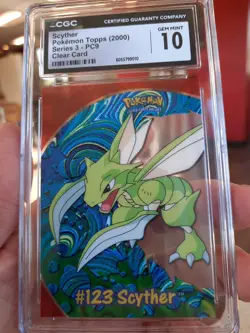 CGC
CERTIFIED GUARANTY COMPANY
Scyther
Pokémon Topps (2000)
Series 3 - PC9
Clear Card
GEM MINT
10
POKéMON
#123 Scyther